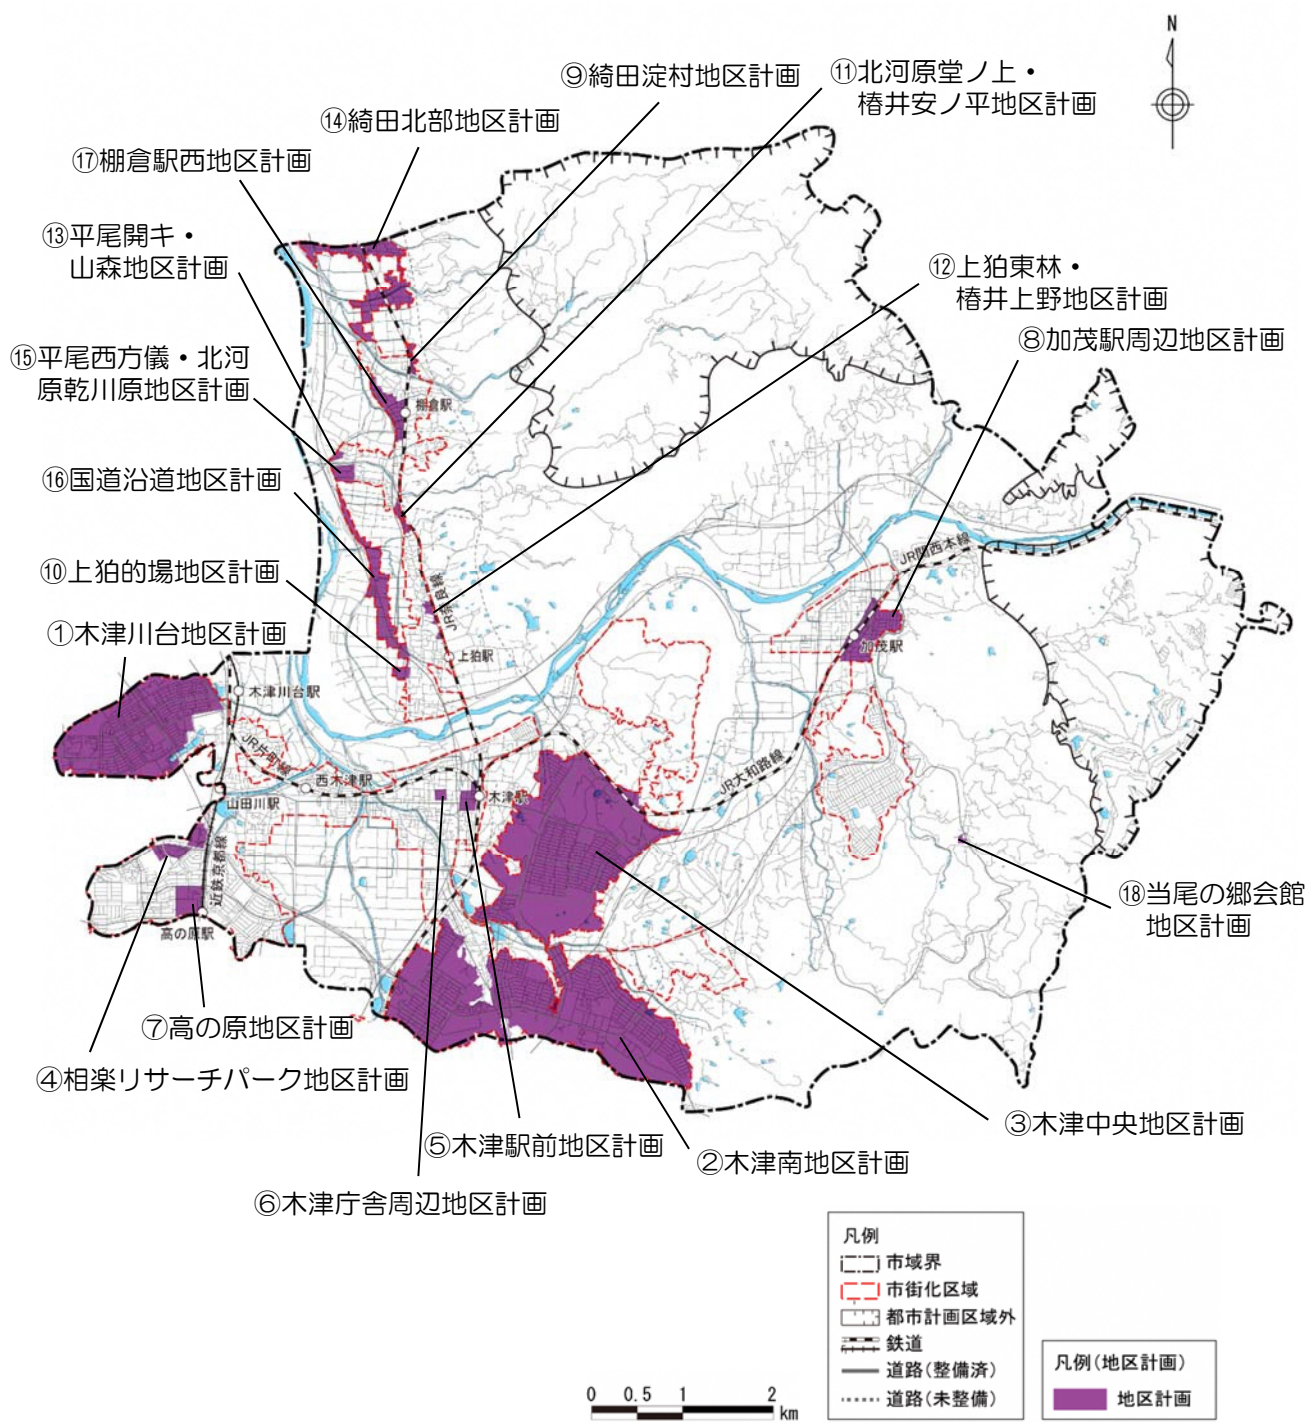 N
⑨綺田淀村地区計画
⑪北河原堂ノ上・
椿井安ノ平地区計画
⑭綺田北部地区計画
⑰棚倉駅西地区計画
⑬平尾開キ・
山森地区計画
⑫上狛東林・
椿井上野地区計画
⑧加茂駅周辺地区計画
⑮平尾西方儀・北河
原乾川原地区計画
棚倉駅
⑯国道沿道地区計画
JR関西本線
⑩上狛的場地区計画
JR奈良線
①木津川台地区計画
上狛駅
加茂駅
木津川台駅
JR片町線
西木津駅
JR大和路線
山田川駅
木津駅
近鉄京都線
⑱当尾の郷会館
地区計画
高の原駅
⑦高の原地区計画
④相楽リサーチパーク地区計画
③木津中央地区計画
⑤木津駅前地区計画
②木津南地区計画
⑥木津庁舎周辺地区計画
凡例
市域界
市街化区域
都市計画区域外
鉄道
道路(整備済)
道路(未整備)
凡例(地区計画)
地区計画
0 0.5 1 2
km